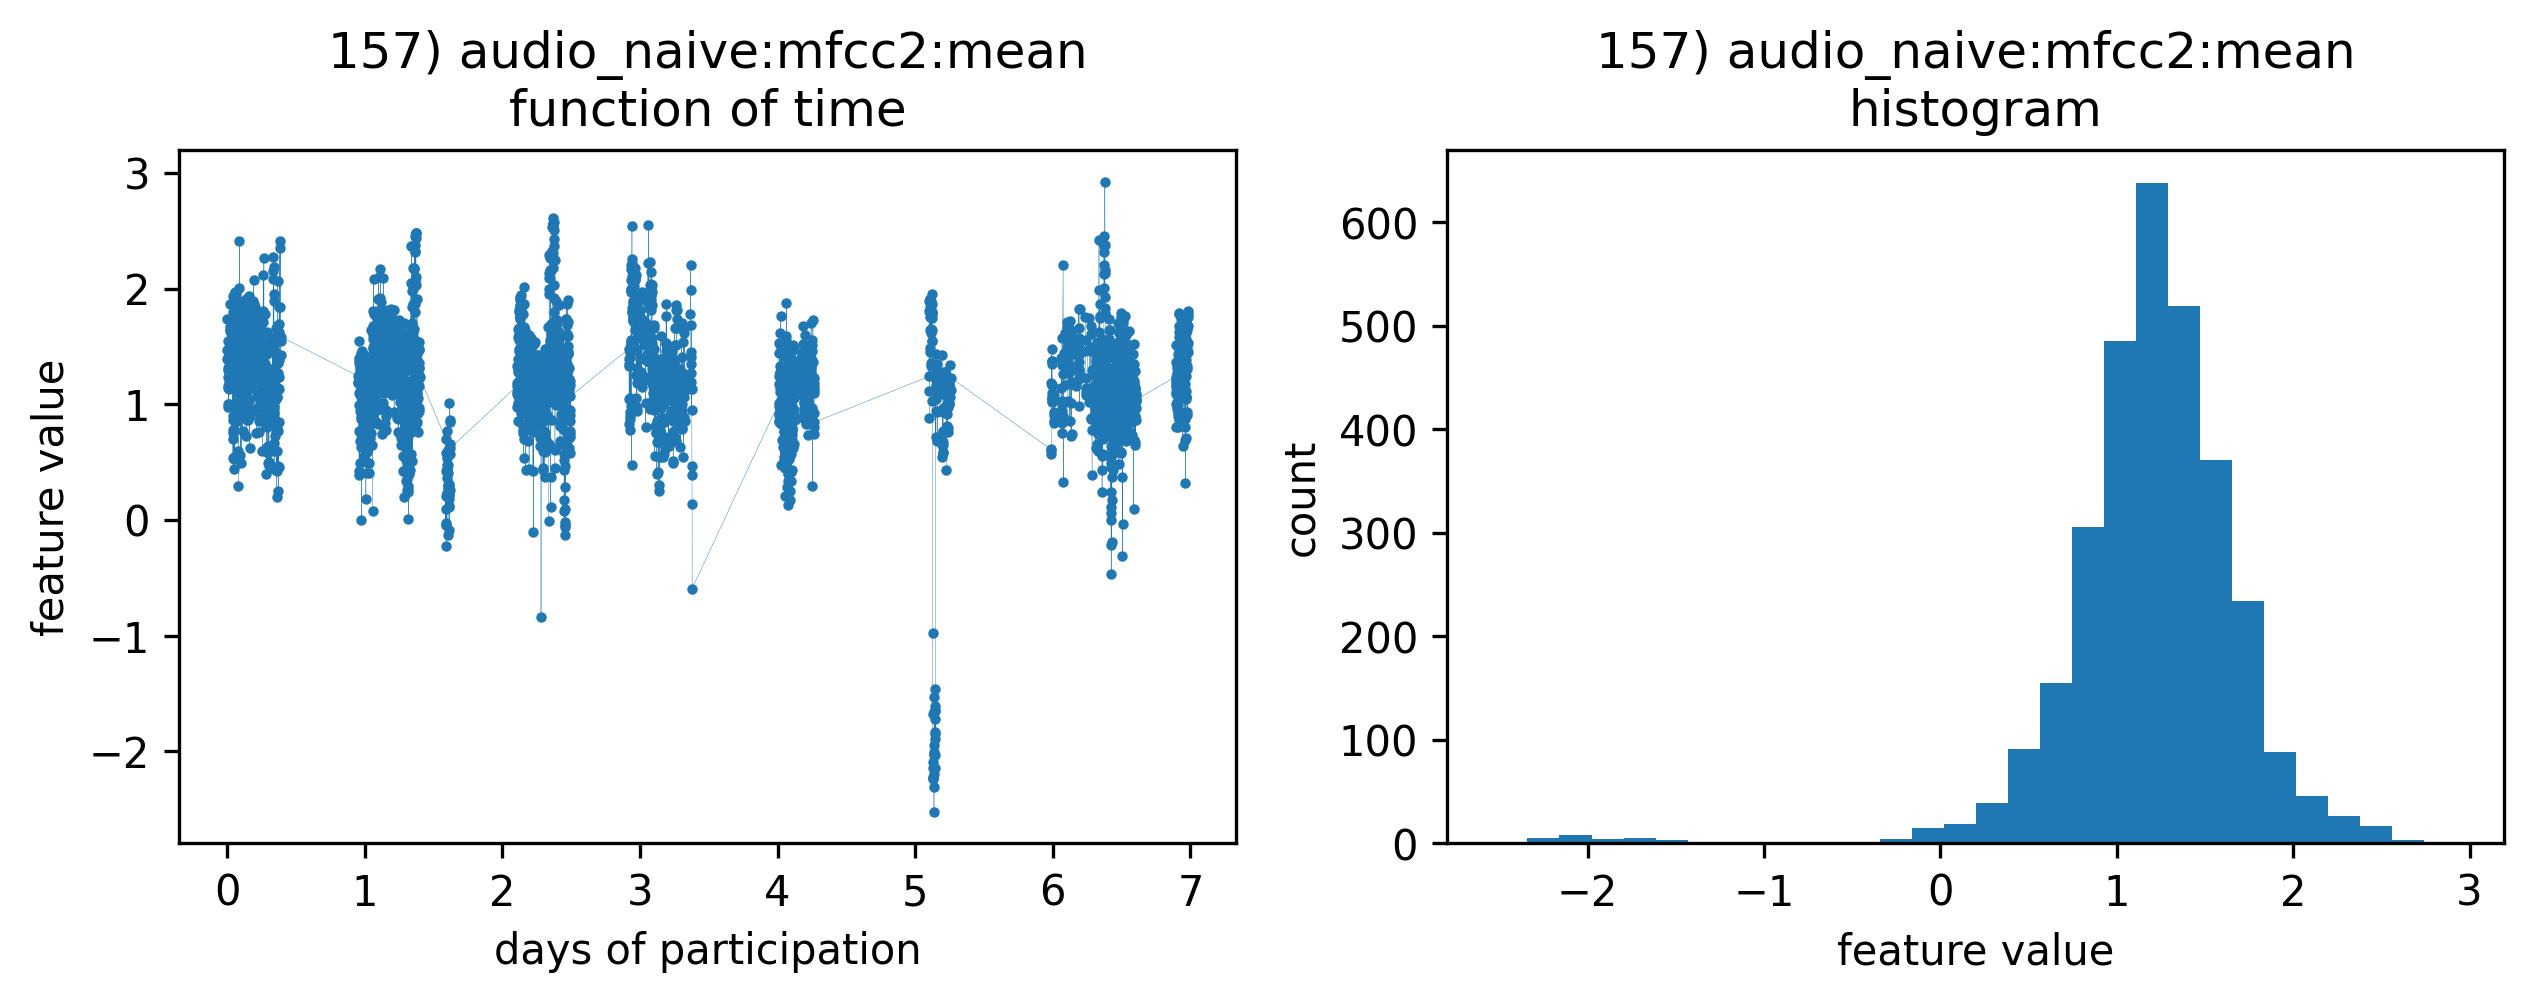 157) audio_naive:mfcc2:mean
function of time
3
2
1
0
−1
−2
feature value
0 1 2 3 4 5 6 7
days of participation
157) audio_naive:mfcc2:mean
histogram
600
500
400
300
200
100
0
count
−2 −1 0 1 2 3
feature value